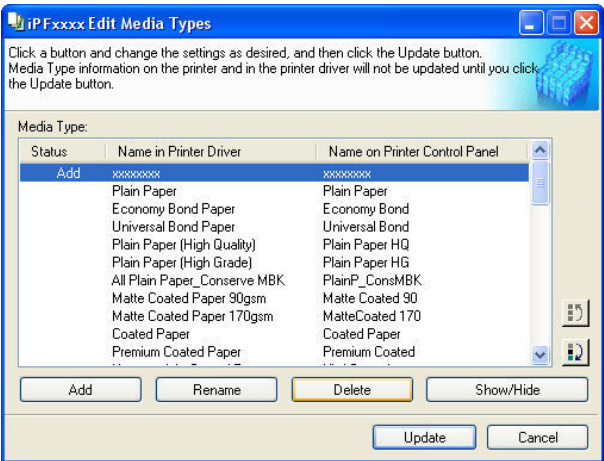 iPFxxxx Edit Media Types
Click a button and change the settings as desired, and then click the Update button.
Media Type information on the printer and in the printer driver will not be updated until you click
the Update button.
Media Type:
Status Name in Printer Driver Name on Printer Control Panel
Add xxxxxxxx xxxxxxxx
Plain Paper Plain Paper
Economy Bond Paper Economy Bond
Universal Bond Paper Universal Bond
Plain Paper (High Quality) Plain Paper HQ
Plain Paper (High Grade) Plain Paper HG
All Plain Paper_Conserve MBK PlainP_ConsMBK
Matte Coated Paper 90gsm Matte Coated 90
Matte Coated Paper 170gsm MatteCoated 170
Coated Paper Coated Paper
Premium Coated Paper Premium Coated
Add Rename Delete Show/Hide
Update Cancel